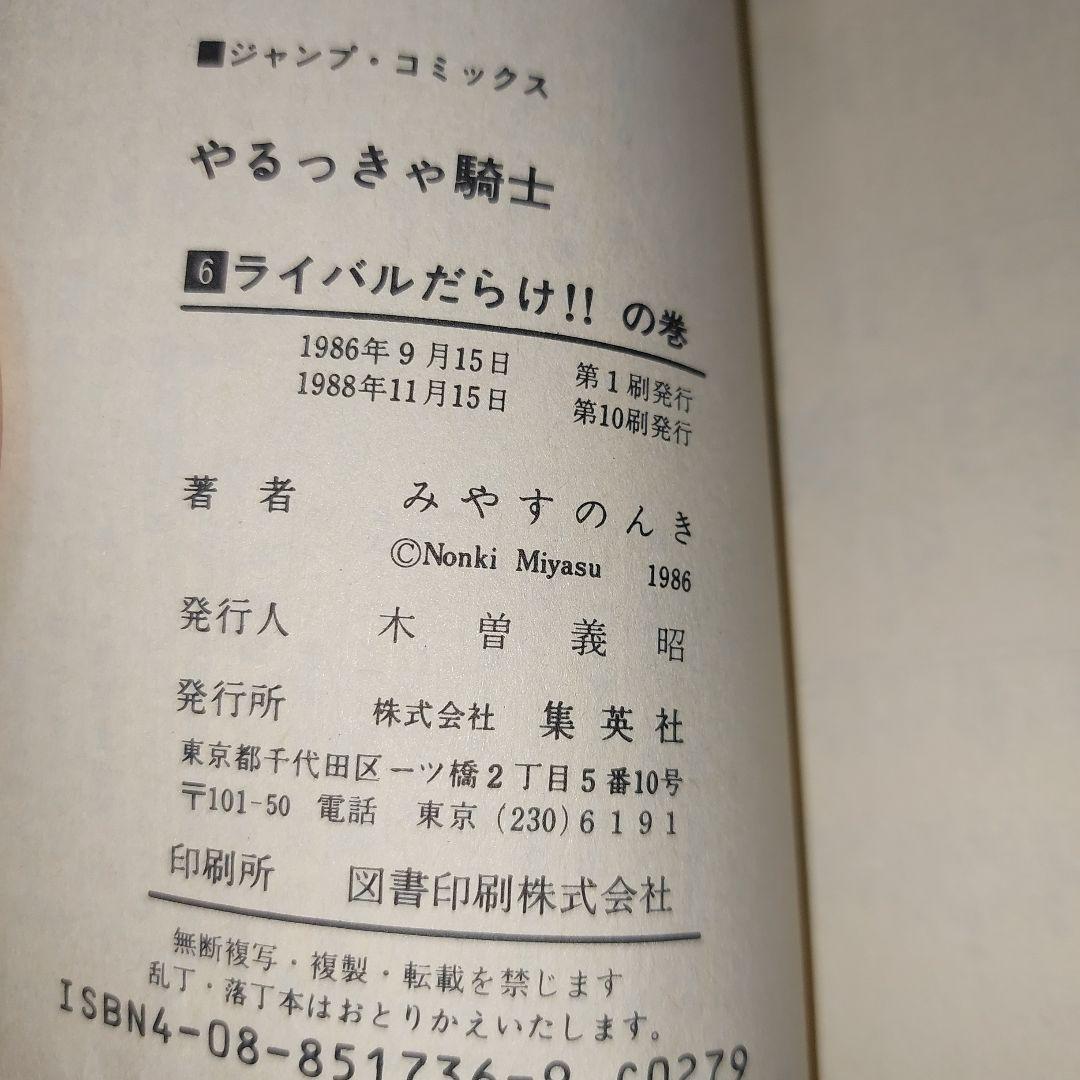 ■ジャンプ・コミックス
やるっきゃ騎士
6 ライバルだらけ!! の巻
1986年9月15日 第1刷発行
1988年11月15日 第10刷発行
著者 みやすのんき
©Nonki Miyasu 1986
発行人 木曽義昭
発行所 株式会社 集英社
東京都千代田区一ツ橋2丁目5番10号
〒101-50 電話 東京 (230)6191
印刷所 図書印刷株式会社
無断複写・複製・転載を禁じます
乱丁・落丁本はおとりかえいたします。
ISBN4-08-851736-9 C0279